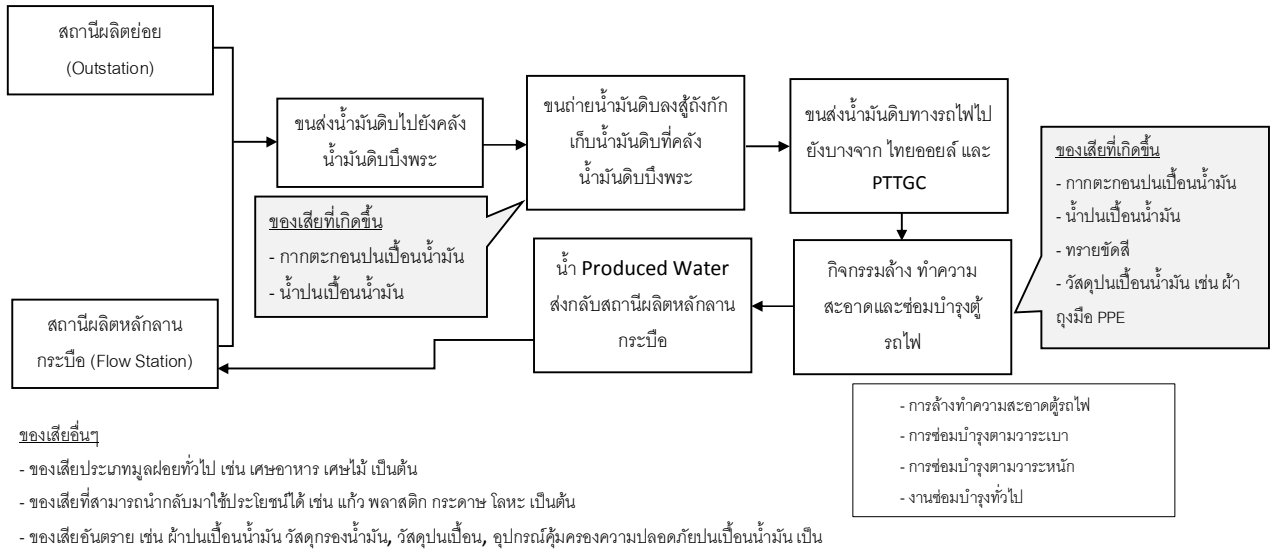 สถานีผลิตย่อย
(Outstation)
ขนส่งน้ำมันดิบไปยังคลัง
น้ำมันดิบบึงพระ
ขนถ่ายน้ำมันดิบลงสู้ถังกัก
เก็บน้ำมันดิบที่คลัง
น้ำมันดิบบึงพระ
ขนส่งน้ำมันดิบทางรถไฟไป
ยังบางจาก ไทยออยล์ และ
PTTGC
ของเสียที่เกิดขึ้น
- กากตะกอนปนเปื้อนน้ำมัน
- น้ำปนเปื้อนน้ำมัน
- ทรายขัดสี
- วัสดุปนเปื้อนน้ำมัน เช่น ผ้า
ถุงมือ PPE
ของเสียที่เกิดขึ้น
- กากตะกอนปนเปื้อนน้ำมัน
- น้ำปนเปื้อนน้ำมัน
น้ำ Produced Water
ส่งกลับสถานีผลิตหลักลาน
กระบือ
กิจกรรมล้าง ทำความ
สะอาดและซ่อมบำรุงตู้
รถไฟ
สถานีผลิตหลักลาน
กระบือ (Flow Station)
- การล้างทำความสะอาดตู้รถไฟ
- การซ่อมบำรุงตามวาระเบา
- การซ่อมบำรุงตามวาระหนัก
- งานซ่อมบำรุงทั่วไป
ของเสียอื่นๆ
- ของเสียประเภทมูลฝอยทั่วไป เช่น เศษอาหาร เศษไม้ เป็นต้น
- ของเสียที่สามารถนำกลับมาใช้ประโยชน์ได้ เช่น แก้ว พลาสติก กระดาษ โลหะ เป็นต้น
- ของเสียอันตราย เช่น ผ้าปนเปื้อนน้ำมัน วัสดุกรองน้ำมัน, วัสดุปนเปื้อน, อุปกรณ์คุ้มครองความปลอดภัยปนเปื้อนน้ำมัน เป็น